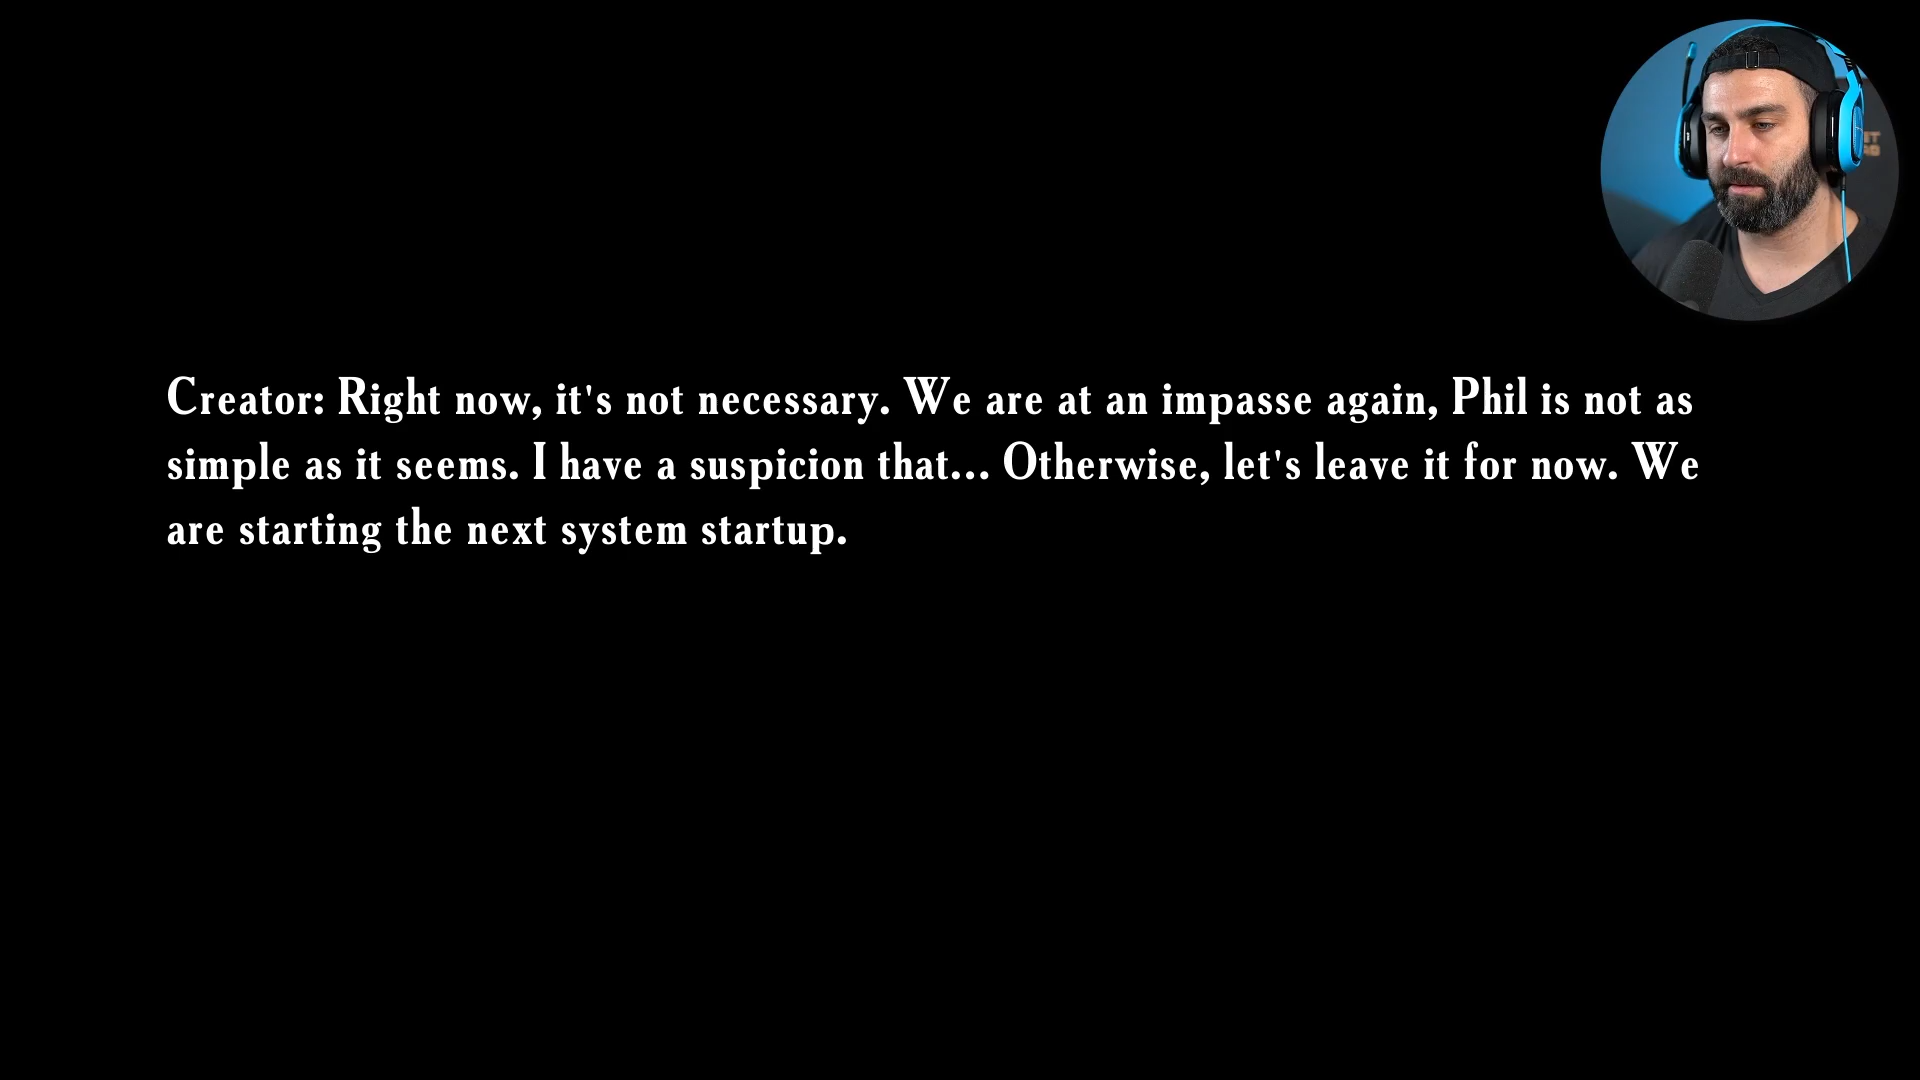 Creator: Right now, it's not necessary. We are at an impasse again, Phil is not as
simple as it seems. I have a suspicion that... Otherwise, let's leave it for now. We
are starting the next system startup.